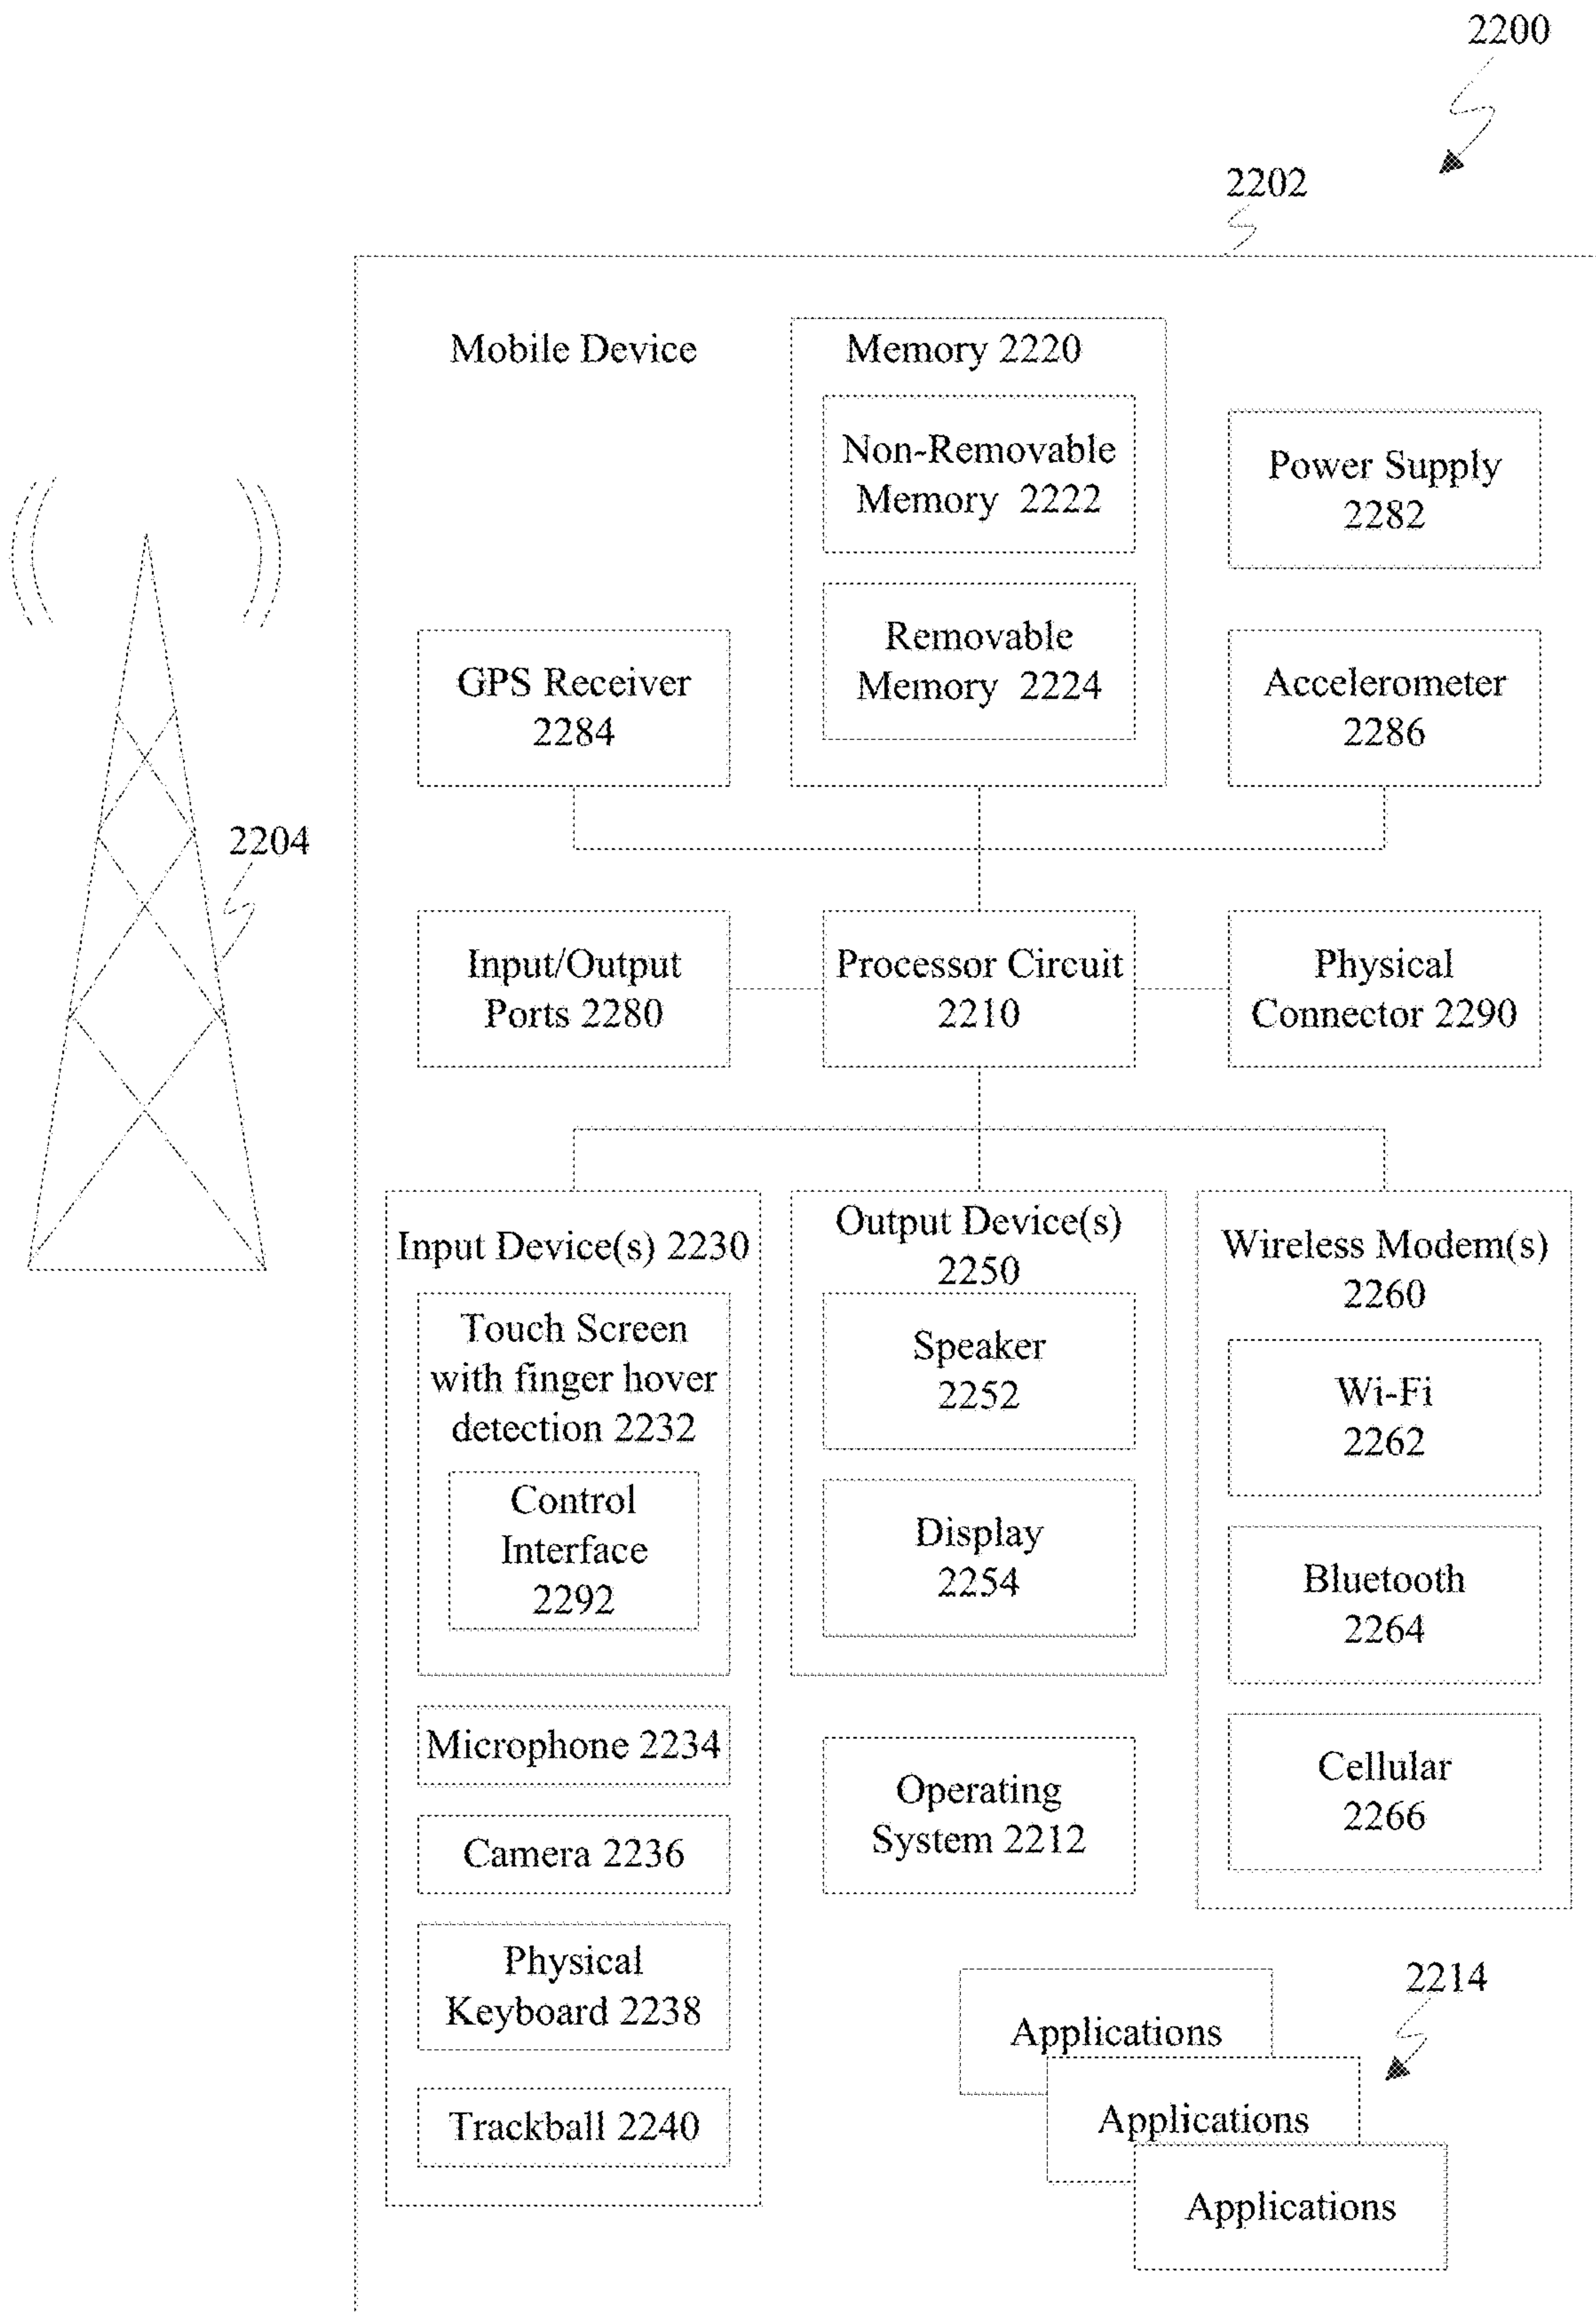 2200
2202
Mobile Device
Memory 2220
Non-Removable
Memory 2222
Power Supply
2282
Removable
Memory 2224
GPS Receiver
2284
Accelerometer
2286
2204
Input/Output
Ports 2280
Processor Circuit
2210
Physical
Connector 2290
Input Device(s) 2230
Touch Screen
with finger hover
detection 2232
Control
Interface
2292
Microphone 2234
Camera 2236
Physical
Keyboard 2238
Trackball 2240
Output Device(s)
2250
Speaker
2252
Display
2254
Operating
System 2212
Wireless Modem(s)
2260
Wi-Fi
2262
Bluetooth
2264
Cellular
2266
2214
Applications
Applications
Applications